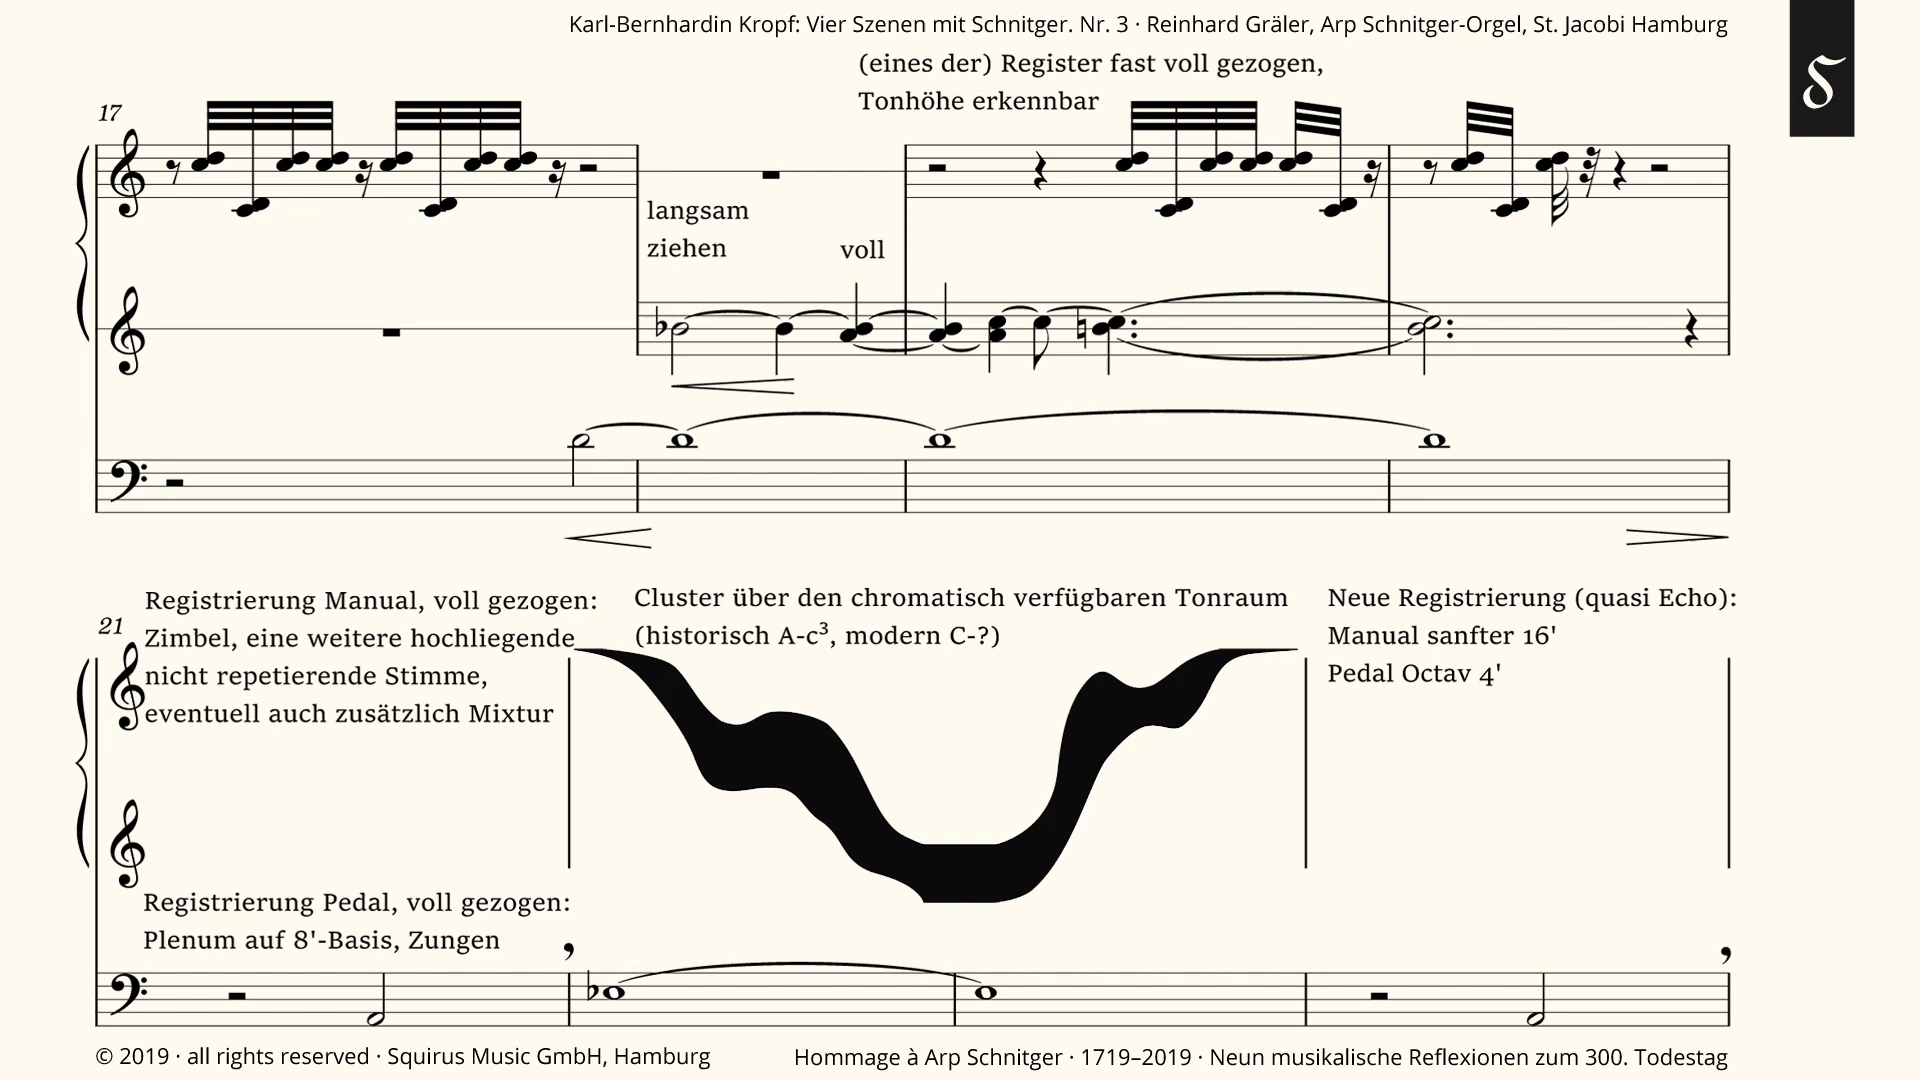 Karl-Bernhardin Kropf: Vier Szenen mit Schnitger. Nr. 3 · Reinhard Gräler, Arp Schnitger-Orgel, St. Jacobi Hamburg
(eines der) Register fast voll gezogen,
Tonhöhe erkennbar
17
langsam
ziehen
voll
Registrierung Manual, voll gezogen:
21
Zimbel, eine weitere hochliegende
nicht repetierende Stimme,
eventuell auch zusätzlich Mixtur
Cluster über den chromatisch verfügbaren Tonraum
(historisch A-c³, modern C-?)
Neue Registrierung (quasi Echo):
Manual sanfter 16'
Pedal Octav 4'
Registrierung Pedal, voll gezogen:
Plenum auf 8'-Basis, Zungen
© 2019 · all rights reserved · Squirus Music GmbH, Hamburg
Hommage à Arp Schnitger · 1719–2019 · Neun musikalische Reflexionen zum 300. Todestag